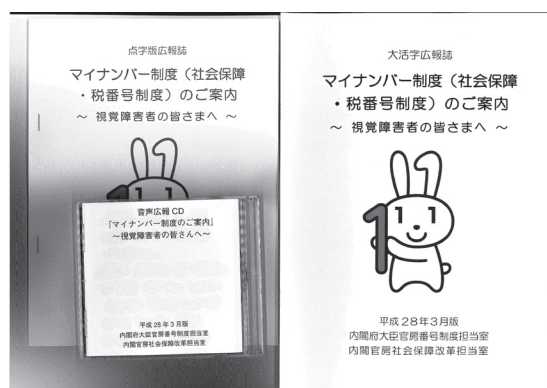 点字版広報誌
マイナンバー制度（社会保障
・税番号制度）のご案内
～ 視覚障害者の皆さまへ ～
音声広報 CD
『マイナンバー制度のご案内』
～視覚障害者の皆さんへ～
平成 28 年 3 月版
内閣府大臣官房番号制度担当室
内閣官房社会保障改革担当室
大活字広報誌
マイナンバー制度（社会保障
・税番号制度）のご案内
～ 視覚障害者の皆さまへ ～
1
平成 28年3月版
内閣府大臣官房番号制度担当室
内閣官房社会保障改革担当室